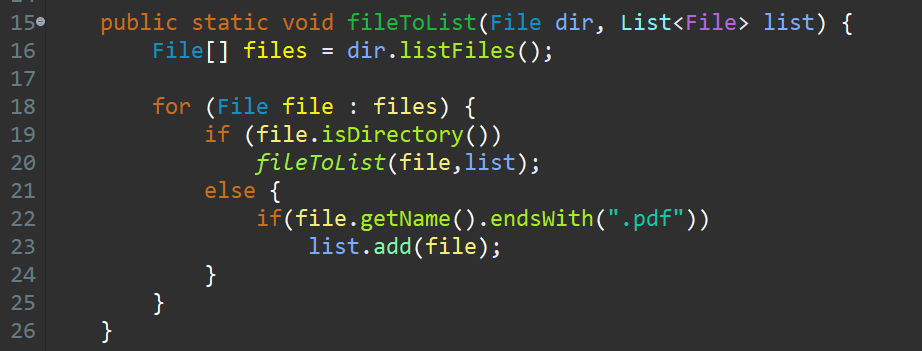 15 public static void fileToList(File dir, List<File> list) {
16 File[] files = dir.listFiles();
17
18 for (File file : files) {
19 if (file.isDirectory())
20 fileToList(file,list);
21 else {
22 if(file.getName().endsWith(".pdf"))
23 list.add(file);
24 }
25 }
26 }